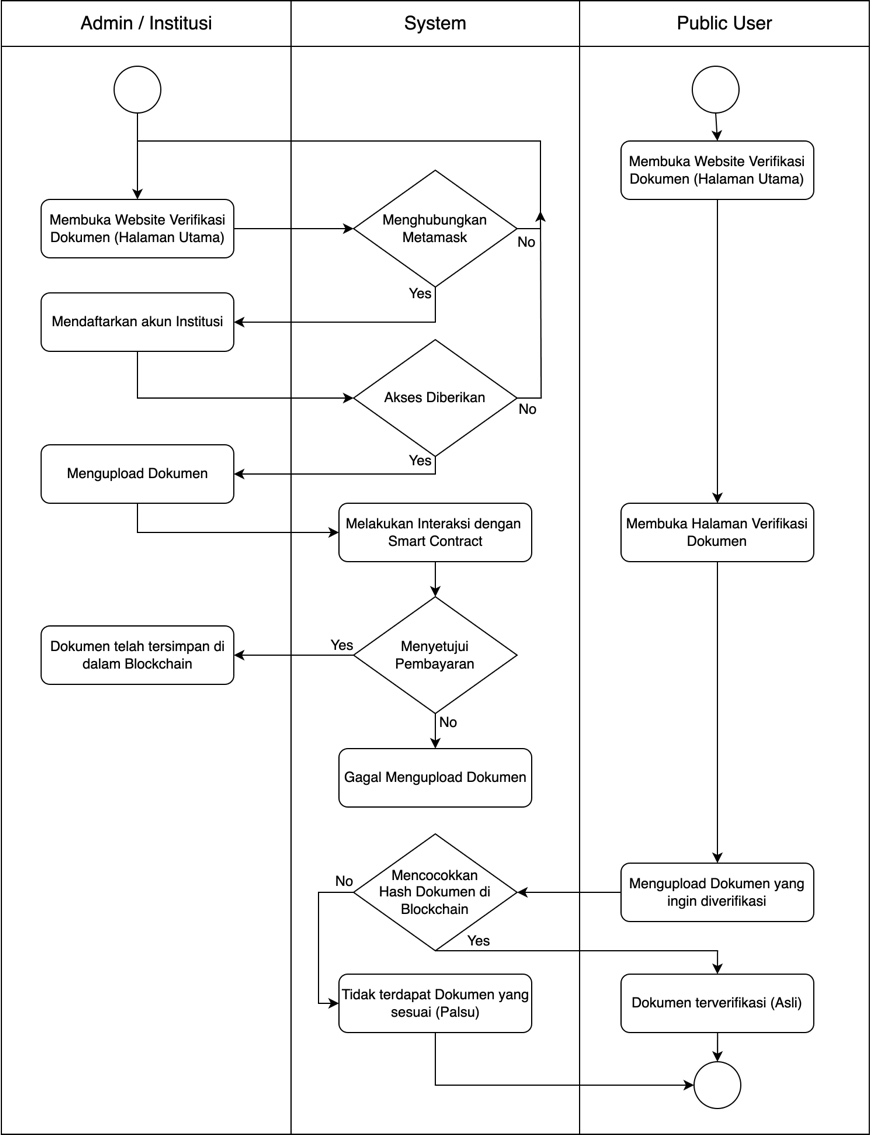 Admin / Institusi
System
Public User
Membuka Website Verifikasi
Dokumen (Halaman Utama)
Membuka Website Verifikasi
Dokumen (Halaman Utama)
Menghubungkan
Metamask
No
Yes
Mendaftarkan akun Institusi
Akses Diberikan
No
Yes
Mengupload Dokumen
Melakukan Interaksi dengan
Smart Contract
Membuka Halaman Verifikasi
Dokumen
Menyetujui
Pembayaran
Yes
Dokumen telah tersimpan di
dalam Blockchain
No
Gagal Mengupload Dokumen
Mengupload Dokumen yang
ingin diverifikasi
Mencocokkan
Hash Dokumen di
Blockchain
No
Yes
Tidak terdapat Dokumen yang
sesuai (Palsu)
Dokumen terverifikasi (Asli)